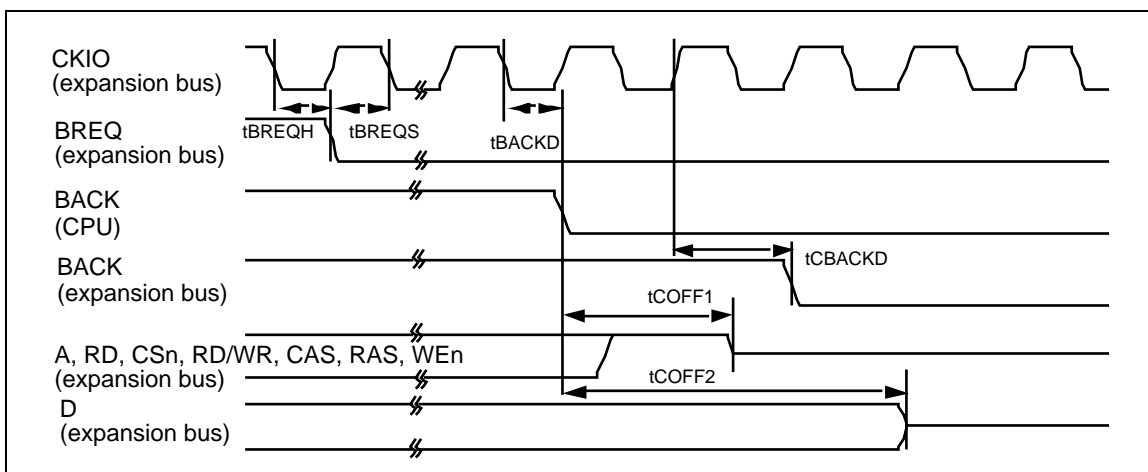 CKIO
(expansion bus)
tBREQH
tBREQS
tBACKD
BREQ
(expansion bus)
BACK
(CPU)
BACK
(expansion bus)
tCBACKD
tCOFF1
A, RD, CSn, RD/WR, CAS, RAS, WEn
(expansion bus)
tCOFF2
D
(expansion bus)